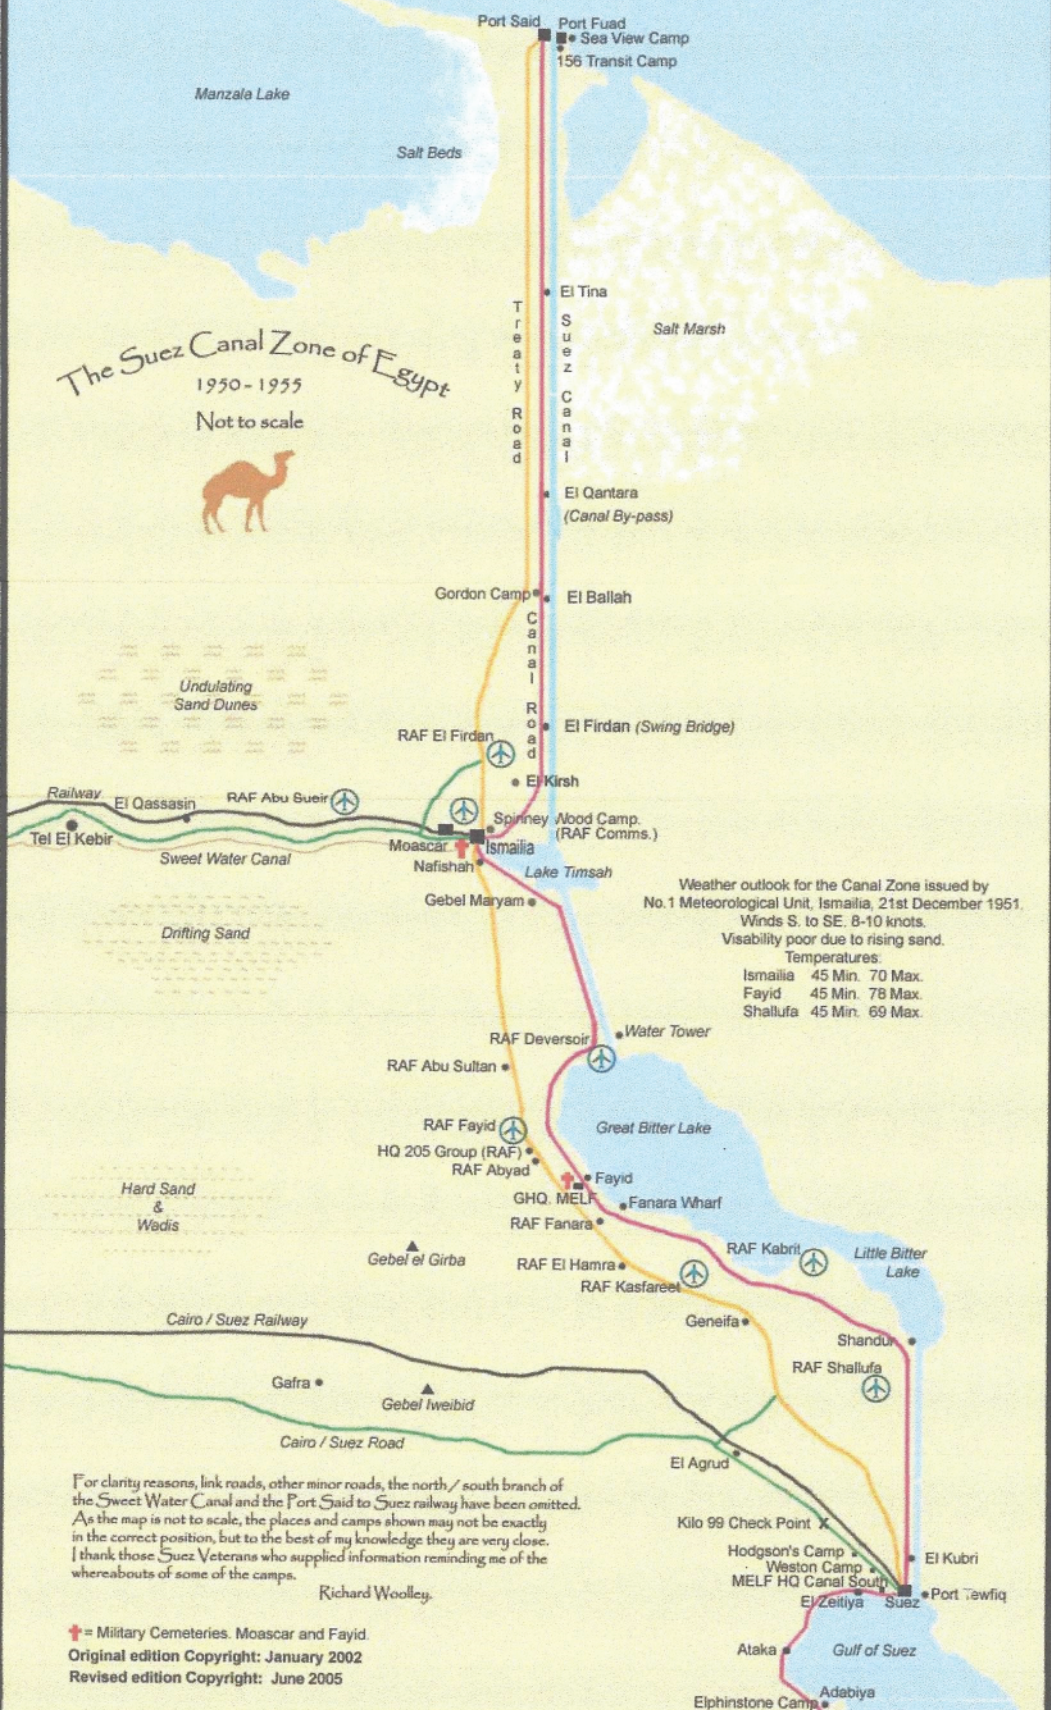 Port Said
Port Fuad
Sea View Camp
156 Transit Camp
Manzala Lake
Salt Beds
El Tina
Treaty Road
Suez Canal
Salt Marsh
The Suez Canal Zone of Egypt
1950-1955
Not to scale
El Qantara
(Canal By-pass)
Gordon Camp
El Ballah
Canal Road
Undulating
Sand Dunes
RAF El Firdan
El Firdan (Swing Bridge)
El Kirsh
Railway
El Qassasin
RAF Abu Sueir
Spinney Wood Camp.
(RAF Comms.)
Tel El Kebir
Moascar
Ismailia
Sweet Water Canal
Nafishah
Lake Timsah
Gebel Maryam
Weather outlook for the Canal Zone issued by
No.1 Meteorological Unit, Ismailia, 21st December 1951.
Winds S. to SE. 8-10 knots.
Visability poor due to rising sand.
Temperatures:
Ismailia 45 Min. 70 Max.
Fayid 45 Min. 78 Max.
Shallufa 45 Min. 69 Max.
Drifting Sand
RAF Deversoir
Water Tower
RAF Abu Sultan
RAF Fayid
Great Bitter Lake
HQ 205 Group (RAF)
RAF Abyad
Fayid
GHQ. MELF
Fanara Wharf
Hard Sand
&
Wadis
RAF Fanara
Gebel el Girba
RAF El Hamra
RAF Kabrit
Little Bitter
Lake
RAF Kasfareet
Cairo / Suez Railway
Geneifa
Shandur
RAF Shallufa
Gafra
Gebel Iweibid
Cairo / Suez Road
El Agrud
For clarity reasons, link roads, other minor roads, the north / south branch of
the Sweet Water Canal and the Port Said to Suez railway have been omitted.
As the map is not to scale, the places and camps shown may not be exactly
in the correct position, but to the best of my knowledge they are very close.
I thank those Suez Veterans who supplied information reminding me of the
whereabouts of some of the camps.
Richard Woolley.
Kilo 99 Check Point X
Hodgson's Camp
Weston Camp
MELF HQ Canal South
El Kubri
El Zeitiya
Suez
Port Tewfiq
= Military Cemeteries. Moascar and Fayid.
Original edition Copyright: January 2002
Revised edition Copyright: June 2005
Ataka
Gulf of Suez
Adabiya
Elphinstone Camp